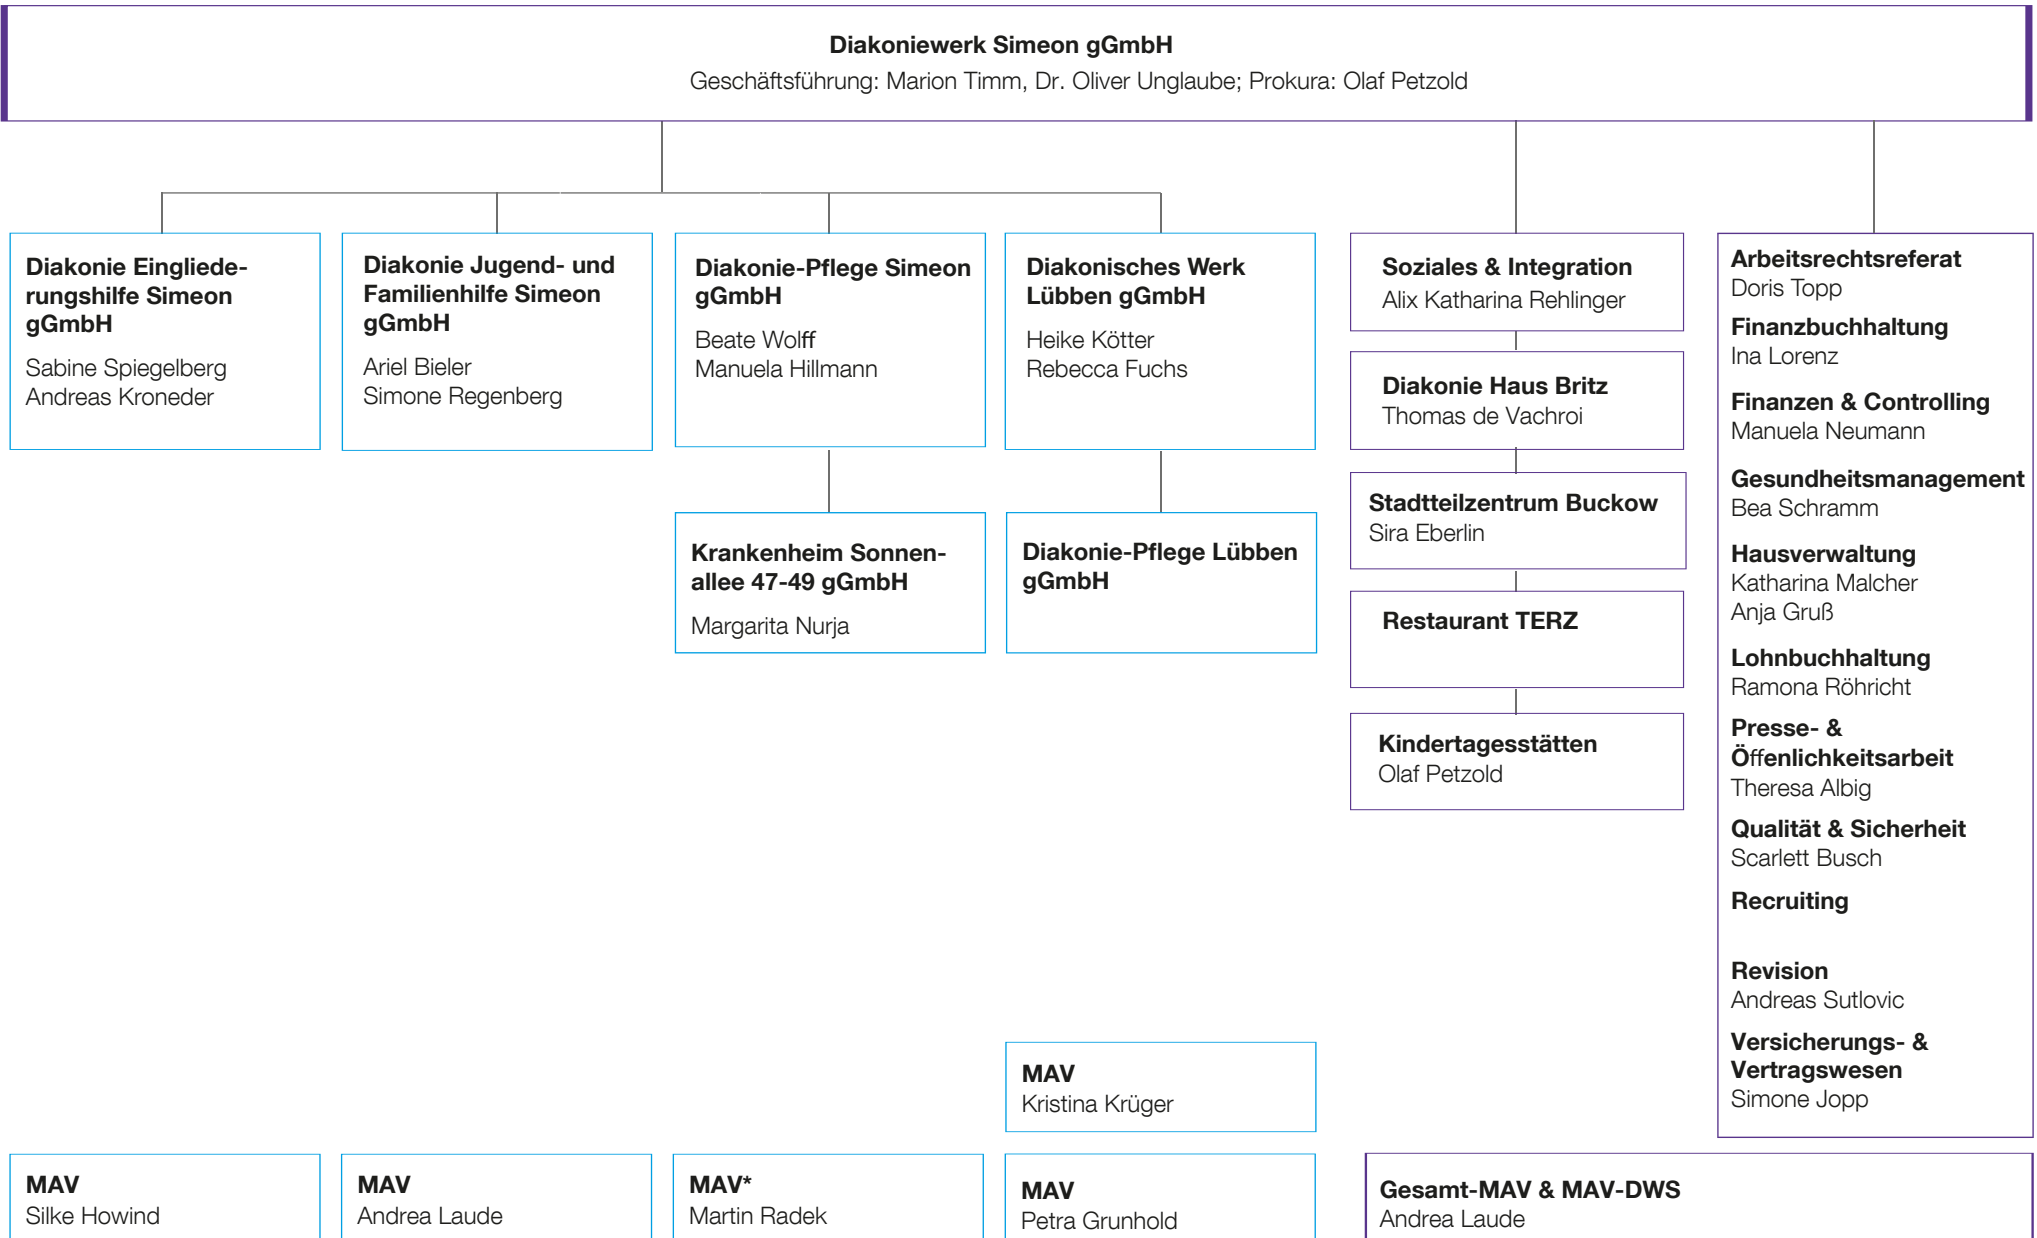 Diakoniewerk Simeon gGmbH
Geschäftsführung: Marion Timm, Dr. Oliver Unglaube; Prokura: Olaf Petzold
Diakonie Eingliede-
rungshilfe Simeon
gGmbH
Sabine Spiegelberg
Andreas Kroneder
Diakonie Jugend- und
Familienhilfe Simeon
gGmbH
Ariel Bieler
Simone Regenberg
Diakonie-Pflege Simeon
gGmbH
Beate Wolff
Manuela Hillmann
Diakonisches Werk
Lübben gGmbH
Heike Kötter
Rebecca Fuchs
Krankenheim Sonnen-
allee 47-49 gGmbH
Margarita Nurja
Diakonie-Pflege Lübben
gGmbH
Soziales & Integration
Alix Katharina Rehlinger
Diakonie Haus Britz
Thomas de Vachroi
Stadtteilzentrum Buckow
Sira Eberlin
Restaurant TERZ
Kindertagesstätten
Olaf Petzold
Arbeitsrechtsreferat
Doris Topp
Finanzbuchhaltung
Ina Lorenz
Finanzen & Controlling
Manuela Neumann
Gesundheitsmanagement
Bea Schramm
Hausverwaltung
Katharina Malcher
Anja Gruß
Lohnbuchhaltung
Ramona Röhricht
Presse- &
Öffenlichkeitsarbeit
Theresa Albig
Qualität & Sicherheit
Scarlett Busch
Recruiting
Revision
Andreas Sutlovic
Versicherungs- &
Vertragswesen
Simone Jopp
MAV
Kristina Krüger
MAV
Silke Howind
MAV
Andrea Laude
MAV*
Martin Radek
MAV
Petra Grunhold
Gesamt-MAV & MAV-DWS
Andrea Laude